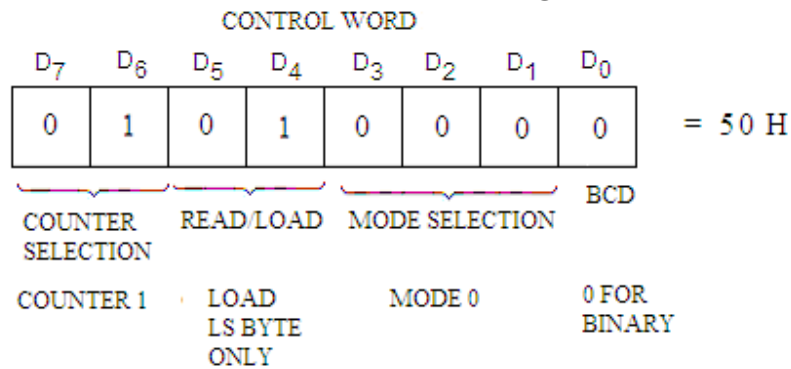 CONTROL WORD
D7 D6 D5 D4 D3 D2 D1 D0
0 1 0 1 0 0 0 0 = 50 H
COUNTER SELECTION READ/LOAD MODE SELECTION BCD
COUNTER 1 LOAD LS BYTE ONLY MODE 0 0 FOR BINARY